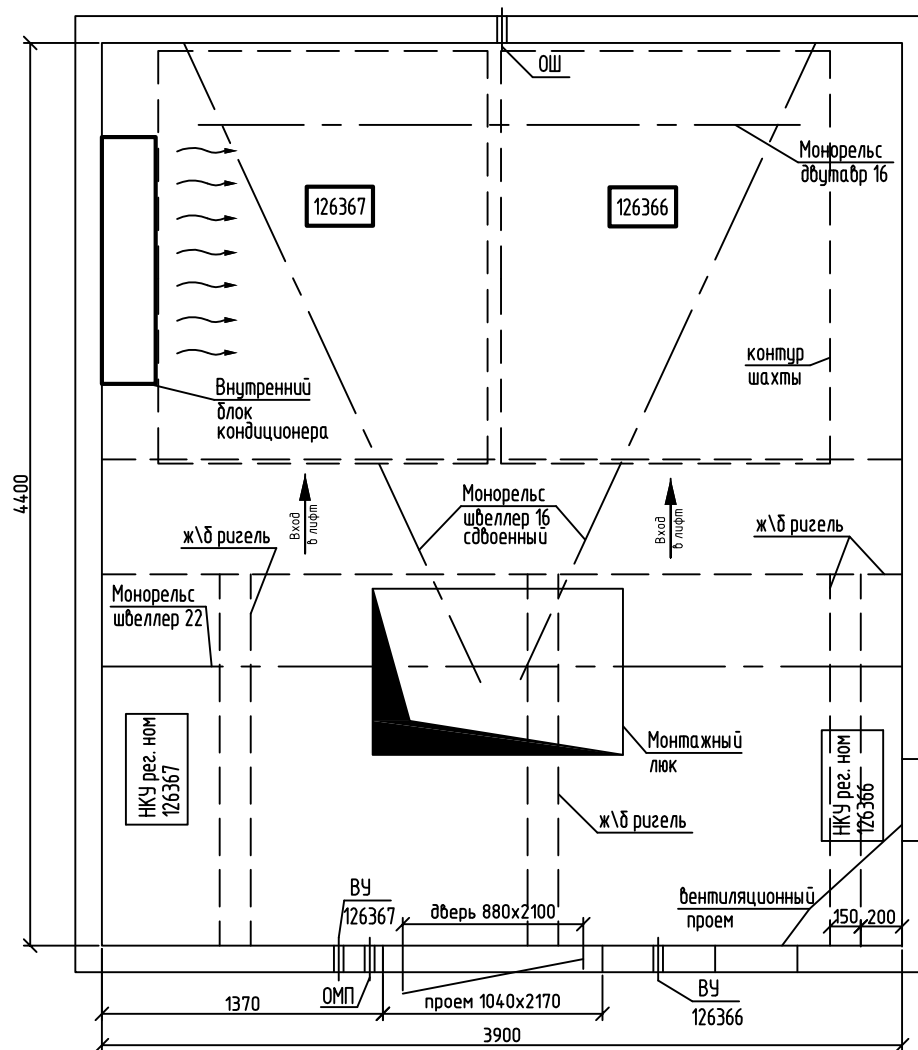 ОШ
Монорельс
двутавр 16
126367
126366
контур
шахты
Внутренний
блок
кондиционера
4400
Монорельс
швеллер 16
сдвоенный
Вход
в лифт
Вход
в лифт
ж\б ригель
ж\б ригель
Монорельс
швеллер 22
НКУ рег. ном
126367
Монтажный
люк
НКУ рег. ном
126366
ж\б ригель
ВУ
126367
дверь 880х2100
вентиляционный
проем
150
200
ОМП
1370
проем 1040х2170
ВУ
126366
3900